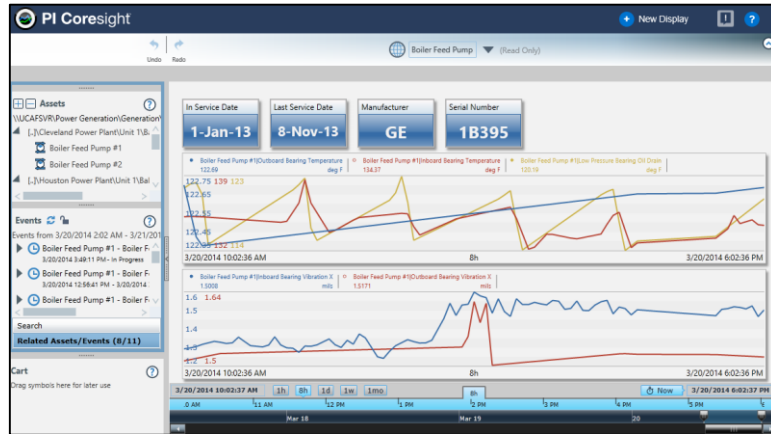 PI Coresight
New Display
Undo
Redo
Boiler Feed Pump
(Read Only)
Assets
\\UCAFSVR\Power Generation\Generation\
[..]\Cleveland Power Plant\Unit 1\Ba
Boiler Feed Pump #1
Boiler Feed Pump #2
[..]\Houston Power Plant\Unit 1\Bal
Events
Events from 3/20/2014 2:02 AM - 3/21/201
Boiler Feed Pump #1 - Boiler F
3/20/2014 3:49:11 PM - In Progress
Boiler Feed Pump #1 - Boiler F
3/20/2014 12:56:41 PM - 3/20/2014
Boiler Feed Pump #1 - Boiler F
Search
Related Assets/Events (8/11)
Cart
Drag symbols here for later use
In Service Date
1-Jan-13
Last Service Date
8-Nov-13
Manufacturer
GE
Serial Number
1B395
Boiler Feed Pump #1|Outboard Bearing Temperature
122.69 deg F
Boiler Feed Pump #1|Inboard Bearing Temperature
134.37 deg F
Boiler Feed Pump #1|Low Pressure Bearing Oil Drain
120.19 deg F
122.75 139 123
122.65
122.55
122.45
122.35 132 114
3/20/2014 10:02:36 AM 8h 3/20/2014 6:02:36 PM
Boiler Feed Pump #1|Inboard Bearing Vibration X
1.5008 mils
Boiler Feed Pump #1|Outboard Bearing Vibration X
1.5171 mils
1.6 1.64
1.5
1.4
1.3
1.2 1.5
3/20/2014 10:02:36 AM 8h 3/20/2014 6:02:36 PM
3/20/2014 10:02:37 AM 1h 8h 1d 1w 1mo 8h Now 3/20/2014 6:02:37 PM
.0 AM 11 AM 12 PM 1 PM 2 PM 3 PM 4 PM 5 PM
Mar 18 Mar 19 20